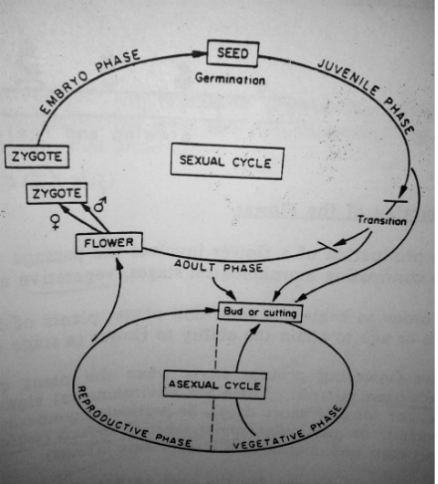 SEED
Germination
EMBRYO PHASE
JUVENILE PHASE
ZYGOTE
SEXUAL CYCLE
ZYGOTE
♂
♀
FLOWER
Transition
ADULT PHASE
Bud or cutting
ASEXUAL CYCLE
REPRODUCTIVE PHASE
VEGETATIVE PHASE